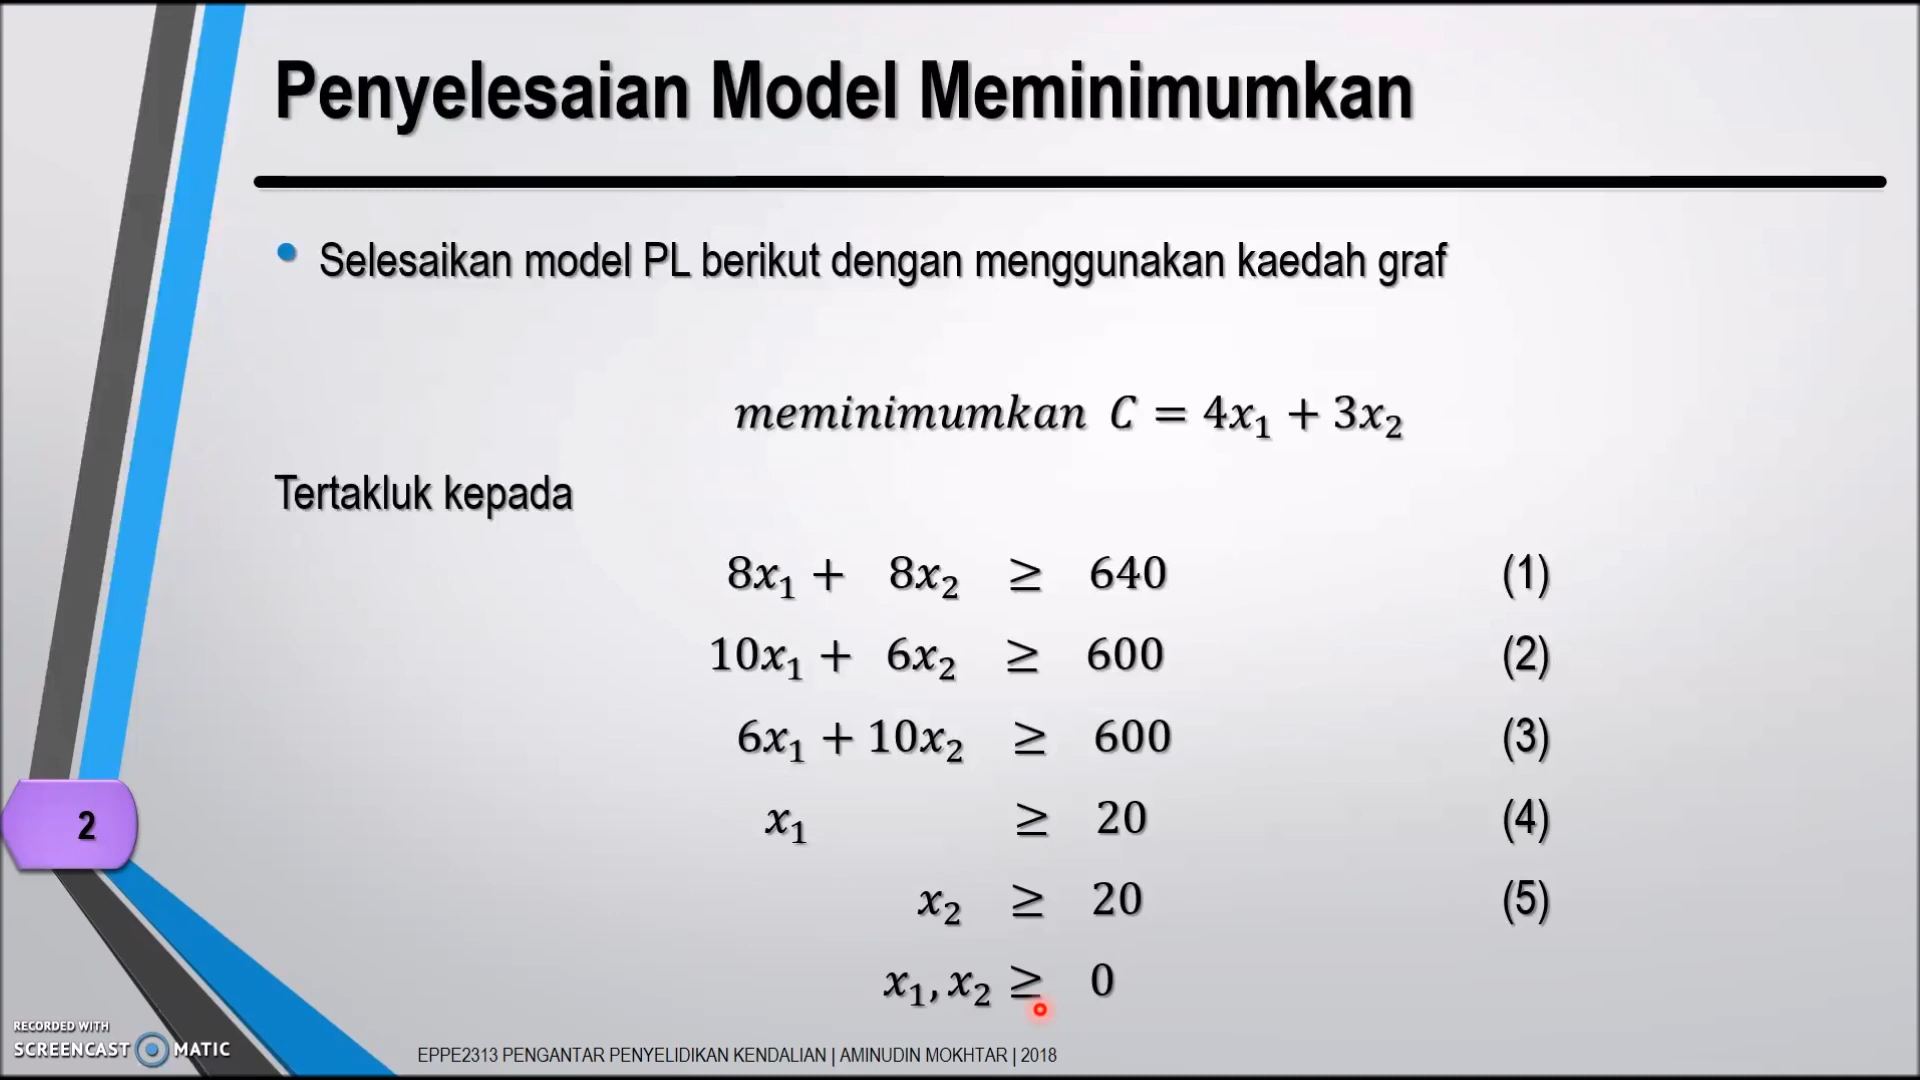 Penyelesaian Model Meminimumkan
• Selesaikan model PL berikut dengan menggunakan kaedah graf
meminimumkan C = 4x₁ + 3x₂
Tertakluk kepada
8x₁ + 8x₂ ≥ 640 (1)
10x₁ + 6x₂ ≥ 600 (2)
6x₁ + 10x₂ ≥ 600 (3)
x₁ ≥ 20 (4)
2
x₂ ≥ 20 (5)
x₁, x₂ ≥ 0
RECORDED WITH
SCREENCAST MATIC
EPPE2313 PENGANTAR PENYELIDIKAN KENDALIAN | AMINUDIN MOKHTAR | 2018